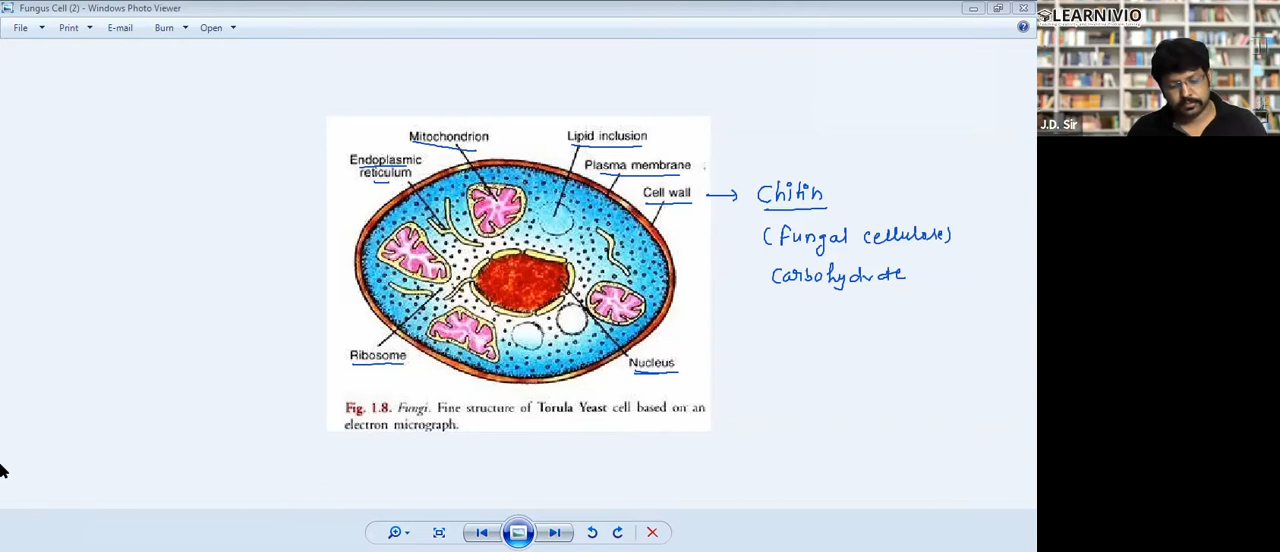 Fungus Cell (2) - Windows Photo Viewer
File Print E-mail Burn Open
LEARNIVIO
J.D. Sir
Mitochondrion
Lipid inclusion
Endoplasmic
reticulum
Plasma membrane
Cell wall → Chitin
(Fungal cellulose)
Carbohydrate
Ribosome
Nucleus
Fig. 1.8. Fungi. Fine structure of Torula Yeast cell based on an
electron micrograph.